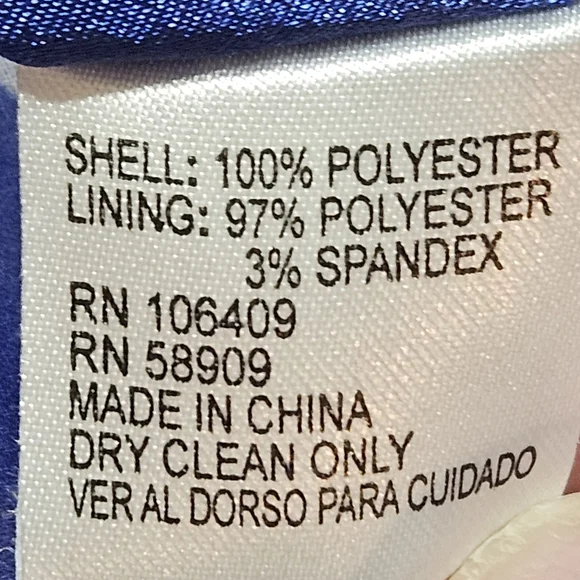 SHELL: 100% POLYESTER
LINING: 97% POLYESTER
3% SPANDEX
RN 106409
RN 58909
MADE IN CHINA
DRY CLEAN ONLY
VER AL DORSO PARA CUIDADO